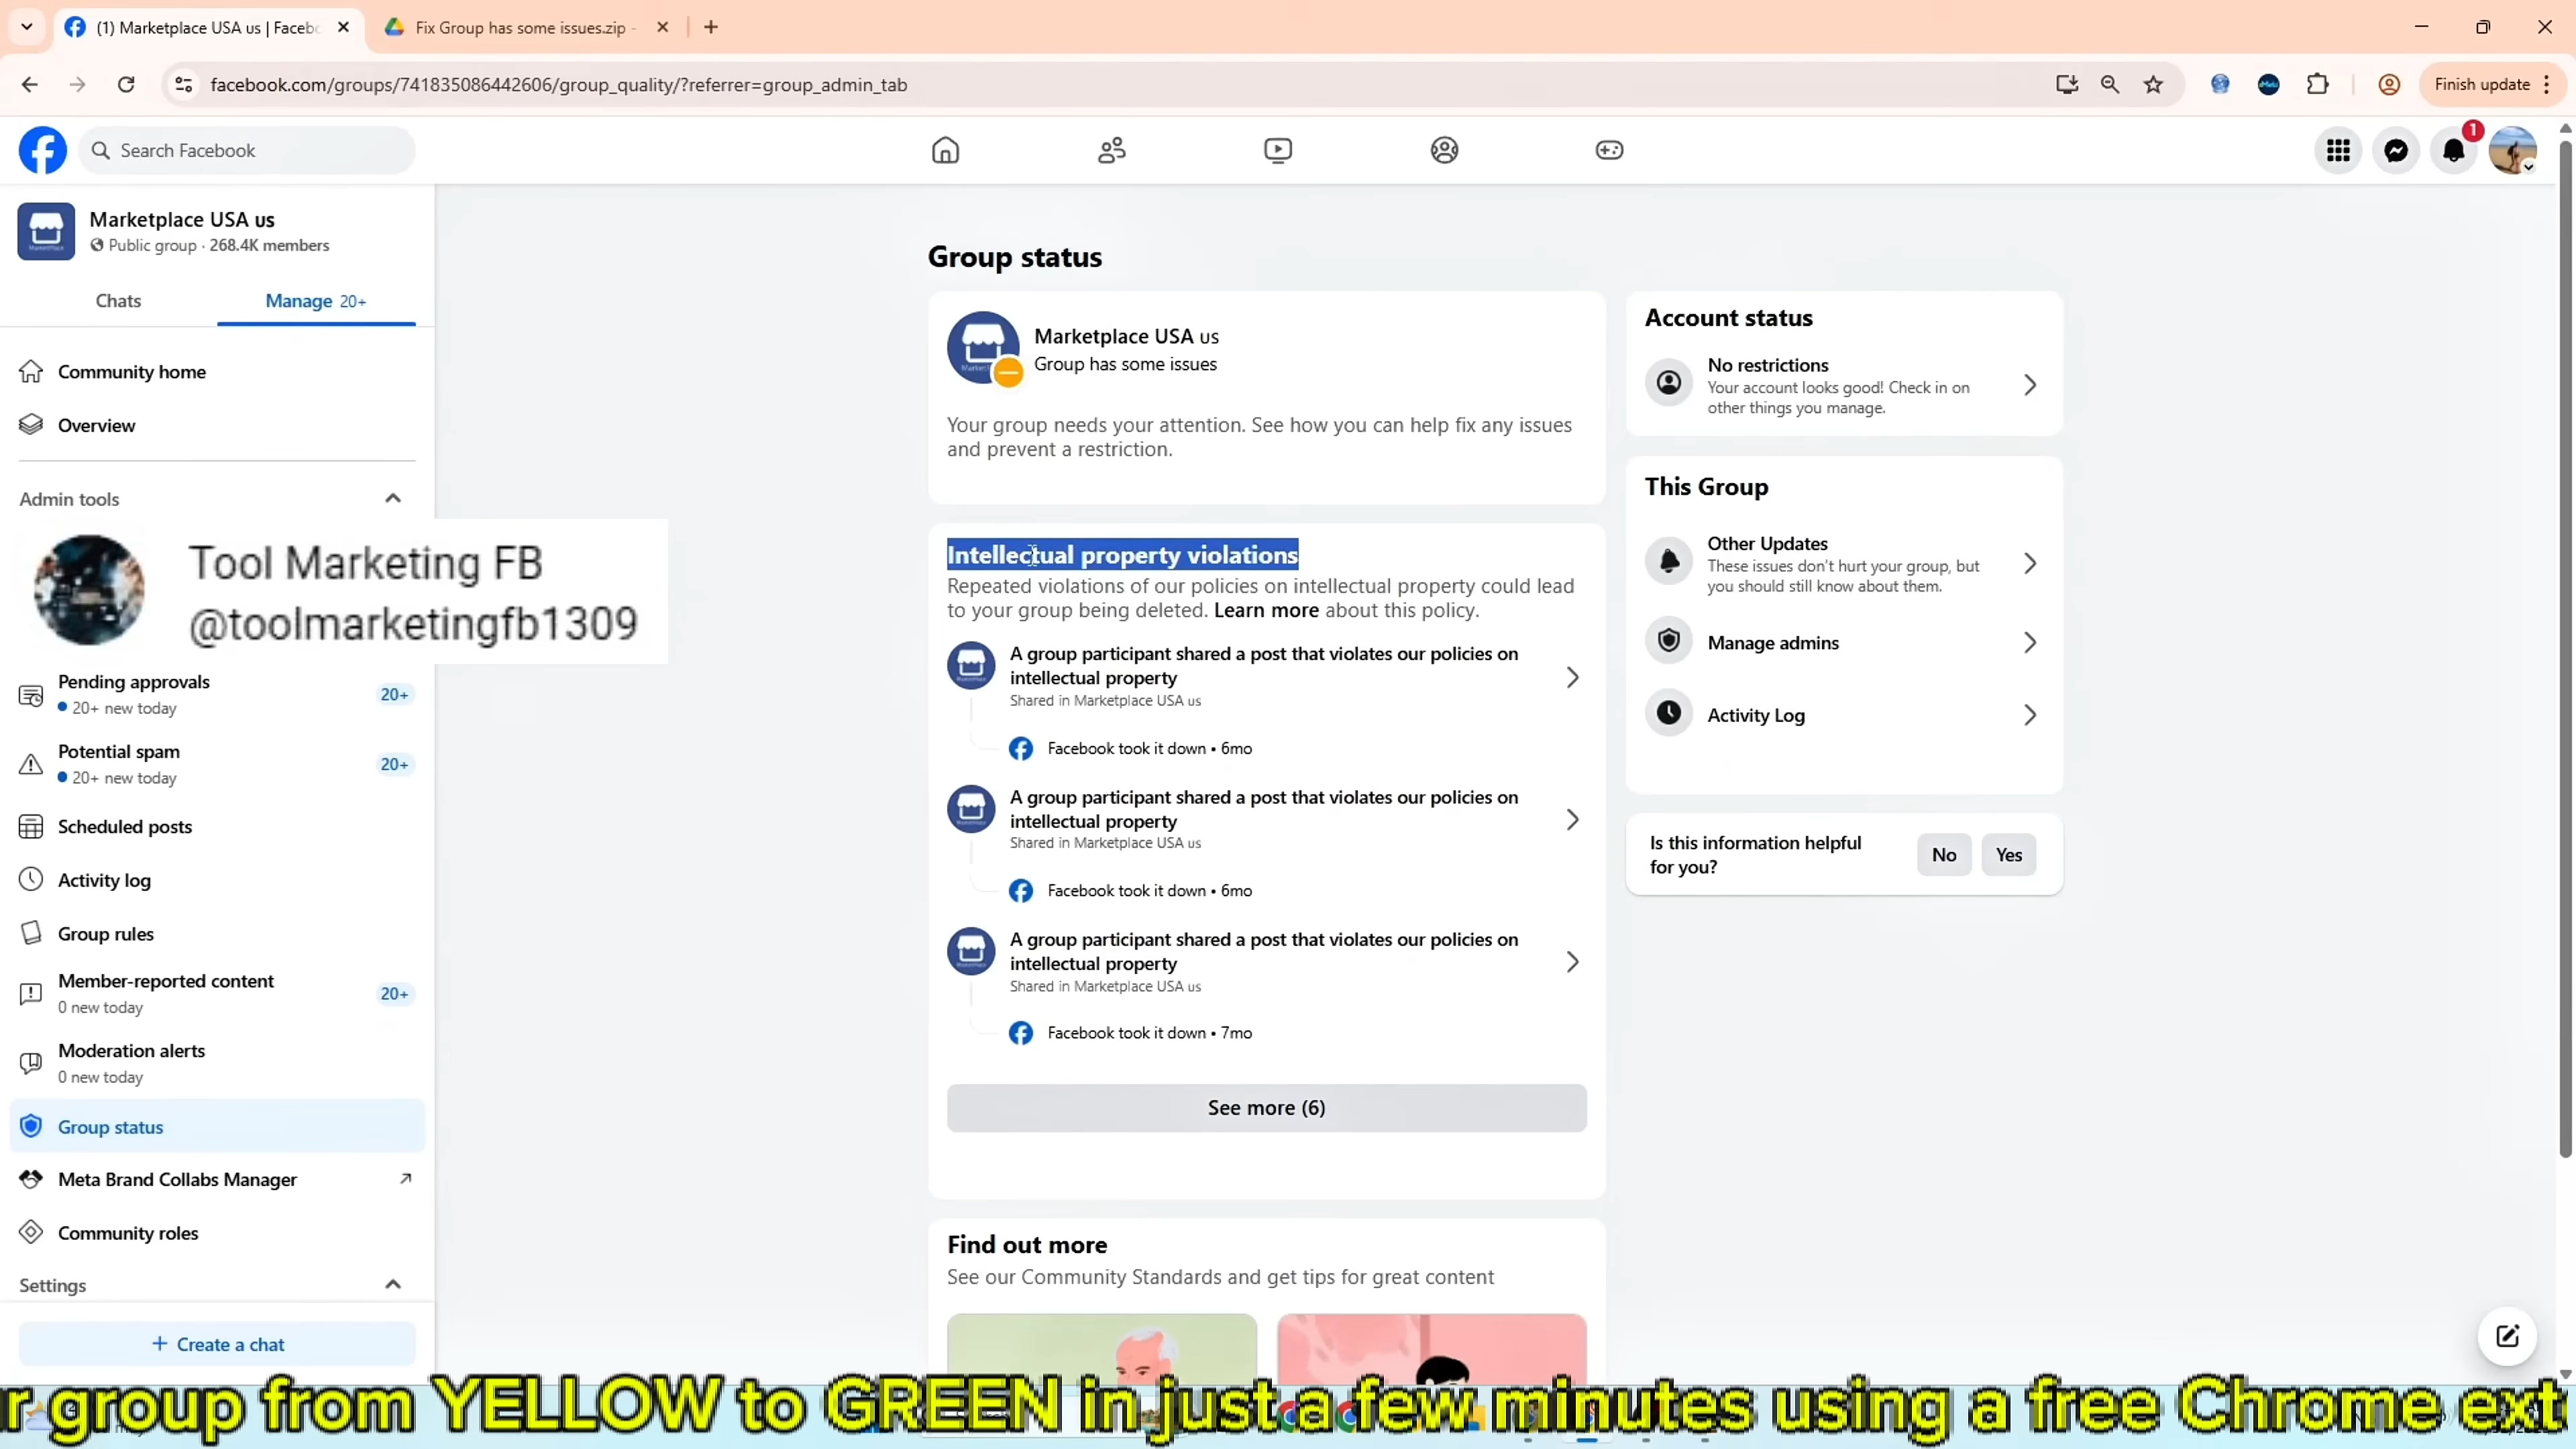 (1) Marketplace USA us | Facebo
Fix Group has some issues.zip -
facebook.com/groups/741835086442606/group_quality/?referrer=group_admin_tab
Finish update
Search Facebook
1
Marketplace USA us
Public group · 268.4K members
Chats
Manage 20+
Community home
Overview
Admin tools
Tool Marketing FB
@toolmarketingfb1309
Pending approvals
20+ new today
20+
Potential spam
20+ new today
20+
Scheduled posts
Activity log
Group rules
Member-reported content
0 new today
20+
Moderation alerts
0 new today
Group status
Meta Brand Collabs Manager
Community roles
Settings
+ Create a chat
Group status
Marketplace USA us
Group has some issues
Your group needs your attention. See how you can help fix any issues
and prevent a restriction.
Intellectual property violations
Repeated violations of our policies on intellectual property could lead
to your group being deleted. Learn more about this policy.
A group participant shared a post that violates our policies on
intellectual property
Shared in Marketplace USA us
Facebook took it down • 6mo
A group participant shared a post that violates our policies on
intellectual property
Shared in Marketplace USA us
Facebook took it down • 6mo
A group participant shared a post that violates our policies on
intellectual property
Shared in Marketplace USA us
Facebook took it down • 7mo
See more (6)
Find out more
See our Community Standards and get tips for great content
Account status
No restrictions
Your account looks good! Check in on
other things you manage.
This Group
Other Updates
These issues don't hurt your group, but
you should still know about them.
Manage admins
Activity Log
Is this information helpful
for you?
No
Yes
r group from YELLOW to GREEN in just a few minutes using a free Chrome ext